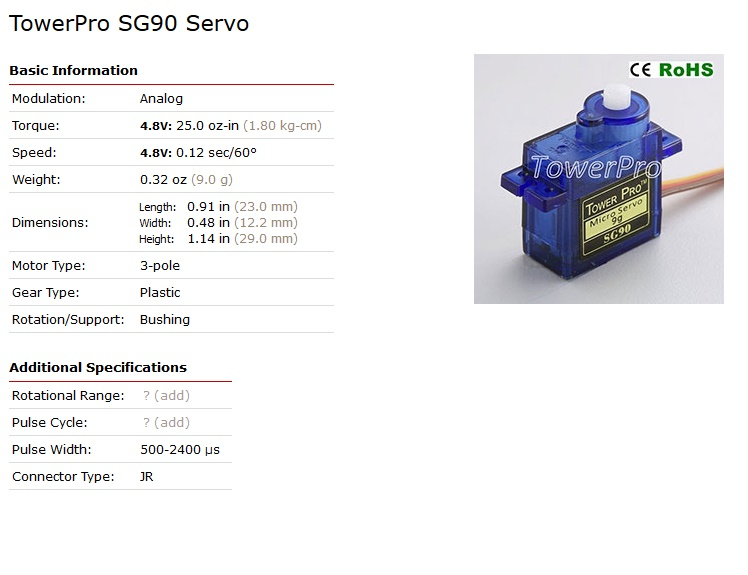 TowerPro SG90 Servo
Basic Information
Modulation: Analog
Torque: 4.8V: 25.0 oz-in (1.80 kg-cm)
Speed: 4.8V: 0.12 sec/60°
Weight: 0.32 oz (9.0 g)
Dimensions: Length: 0.91 in (23.0 mm)
Width: 0.48 in (12.2 mm)
Height: 1.14 in (29.0 mm)
Motor Type: 3-pole
Gear Type: Plastic
Rotation/Support: Bushing
Additional Specifications
Rotational Range: ? (add)
Pulse Cycle: ? (add)
Pulse Width: 500-2400 µs
Connector Type: JR
CE RoHS
TowerPro
TOWER PRO™
Micro Servo
9g
SG90